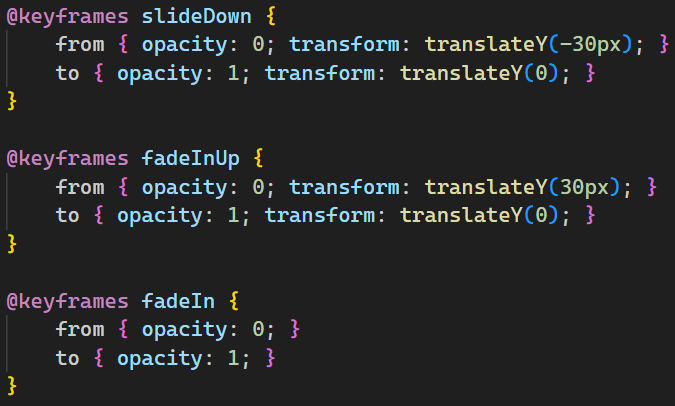 @keyframes slideDown {
    from { opacity: 0; transform: translateY(-30px); }
    to { opacity: 1; transform: translateY(0); }
}

@keyframes fadeInUp {
    from { opacity: 0; transform: translateY(30px); }
    to { opacity: 1; transform: translateY(0); }
}

@keyframes fadeIn {
    from { opacity: 0; }
    to { opacity: 1; }
}